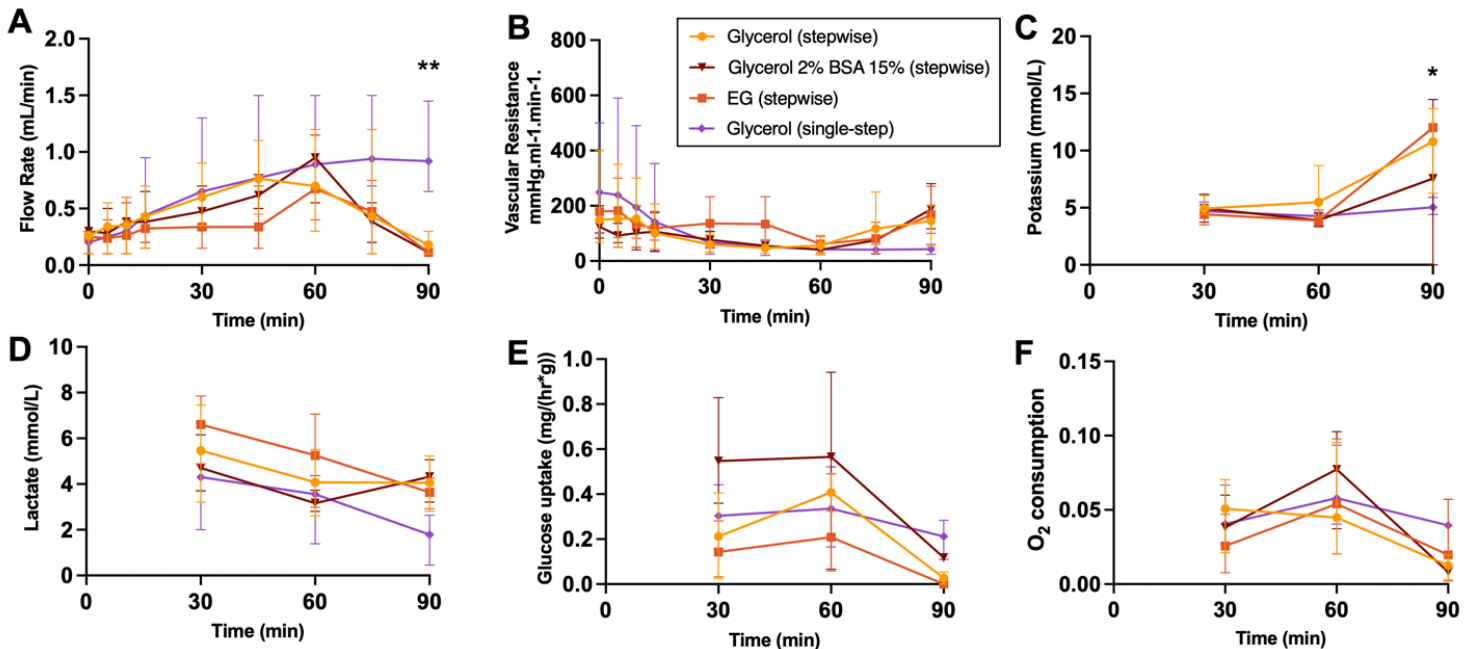 A
Flow Rate (mL/min)
2.0
1.5
1.0
0.5
0.0
**
0 30 60 90
Time (min)
B
Vascular Resistance
mmHg.ml-1.min-1.
800
600
400
200
0
Glycerol (stepwise)
Glycerol 2% BSA 15% (stepwise)
EG (stepwise)
Glycerol (single-step)
0 30 60 90
Time (min)
C
Potassium (mmol/L)
20
15
10
5
0
*
0 30 60 90
Time (min)
D
Lactate (mmol/L)
10
8
6
4
2
0
0 30 60 90
Time (min)
E
Glucose uptake (mg/(hr*g))
1.0
0.8
0.6
0.4
0.2
0.0
0 30 60 90
Time (min)
F
O2 consumption
0.15
0.10
0.05
0.00
0 30 60 90
Time (min)